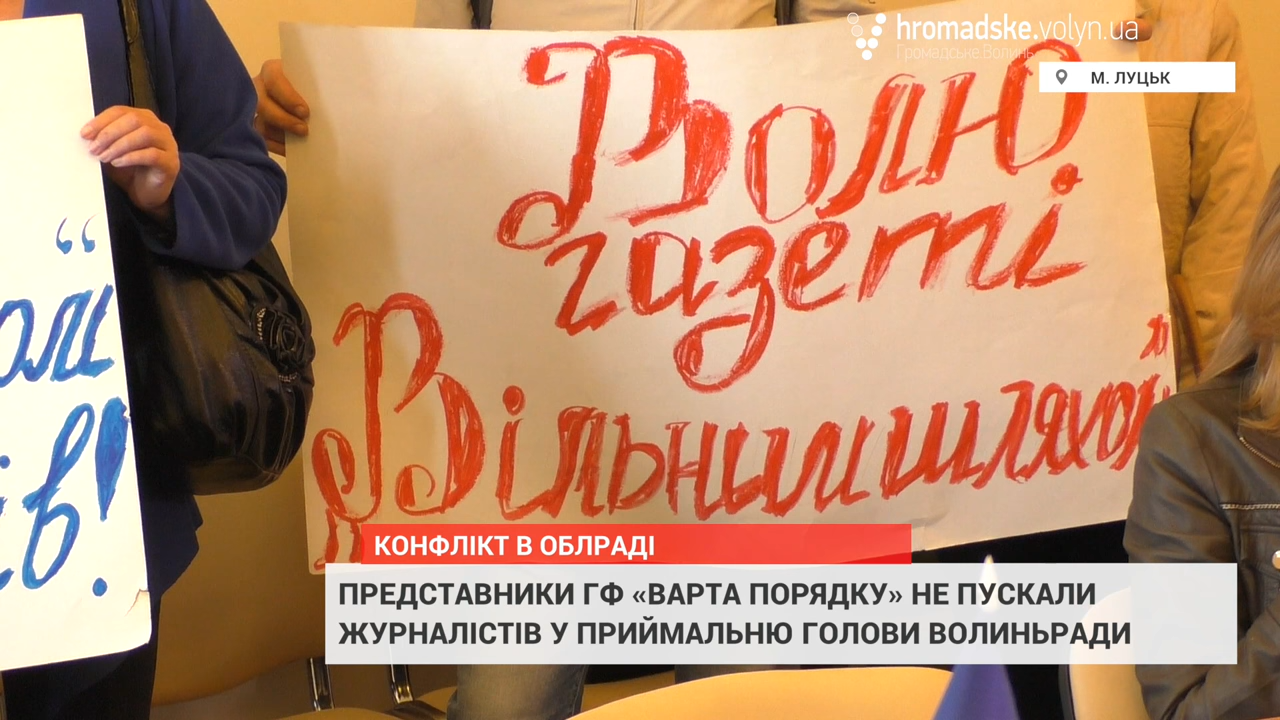 hromadske.volyn.ua
Громадське Волинь
М. ЛУЦЬК
Волю
газеті
Вільним шляхом
КОНФЛІКТ В ОБЛРАДІ
ПРЕДСТАВНИКИ ГФ «ВАРТА ПОРЯДКУ» НЕ ПУСКАЛИ
ЖУРНАЛІСТІВ У ПРИЙМАЛЬНЮ ГОЛОВИ ВОЛИНЬРАДИ